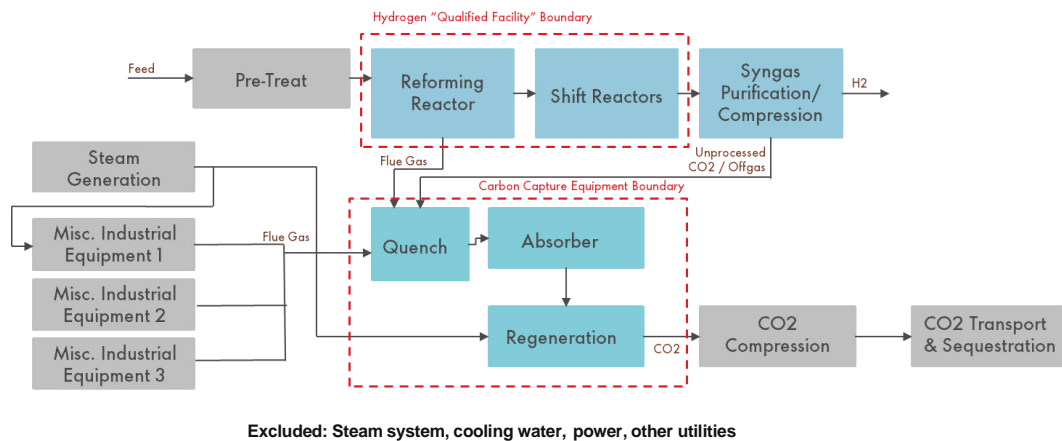 Hydrogen “Qualified Facility” Boundary
Feed
Pre-Treat
Reforming
Reactor
Shift Reactors
Syngas
Purification/
Compression
H2
Flue Gas
Unprocessed
CO2 / Offgas
Steam
Generation
Carbon Capture Equipment Boundary
Misc. Industrial
Equipment 1
Flue Gas
Quench
Absorber
Misc. Industrial
Equipment 2
Misc. Industrial
Equipment 3
Regeneration
CO2
CO2
Compression
CO2 Transport
& Sequestration
Excluded: Steam system, cooling water, power, other utilities